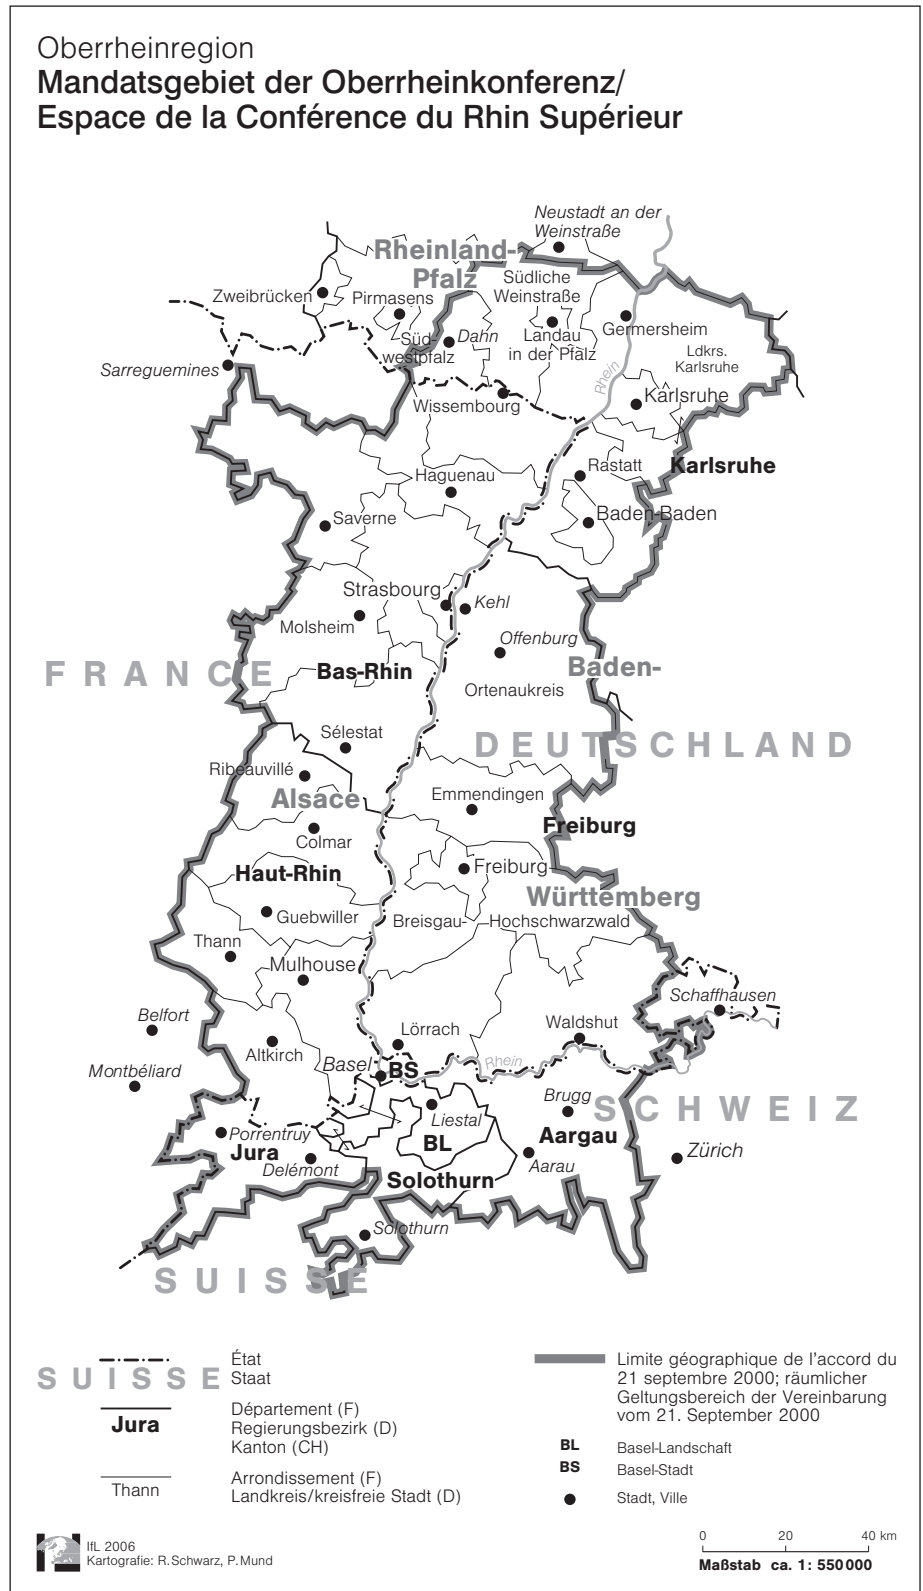 Oberrheinregion
Mandatsgebiet der Oberrheinkonferenz/
Espace de la Conférence du Rhin Supérieur
Neustadt an der
Weinstraße
Rheinland-
Pfalz
Südliche
Weinstraße
Zweibrücken
Pirmasens
Germersheim
Süd-
westpfalz
Dahn
Landau
in der Pfalz
Ldkrs.
Karlsruhe
Sarreguemines
Rhein
Karlsruhe
Wissembourg
Karlsruhe
Rastatt
Haguenau
Baden-Baden
Saverne
Strasbourg
Kehl
Molsheim
Offenburg
FRANCE
Bas-Rhin
Baden-
Ortenaukreis
Sélestat
DEUTSCHLAND
Ribeauvillé
Alsace
Emmendingen
Colmar
Freiburg
Haut-Rhin
Freiburg
Württemberg
Guebwiller
Breisgau-
Hochschwarzwald
Thann
Mulhouse
Schaffhausen
Belfort
Lörrach
Waldshut
Altkirch
Basel
BS
Rhein
Montbéliard
Brugg
SCHWEIZ
Liestal
Porrentruy
Jura
BL
Aargau
Delémont
Aarau
Zürich
Solothurn
Solothurn
SUISSE
SUISSE
État
Staat
Jura
Département (F)
Regierungsbezirk (D)
Kanton (CH)
Thann
Arrondissement (F)
Landkreis/kreisfreie Stadt (D)
Limite géographique de l'accord du
21 septembre 2000; räumlicher
Geltungsbereich der Vereinbarung
vom 21. September 2000
BL Basel-Landschaft
BS Basel-Stadt
Stadt, Ville
IfL 2006
Kartografie: R.Schwarz, P.Mund
0 20 40 km
Maßstab ca. 1:550000